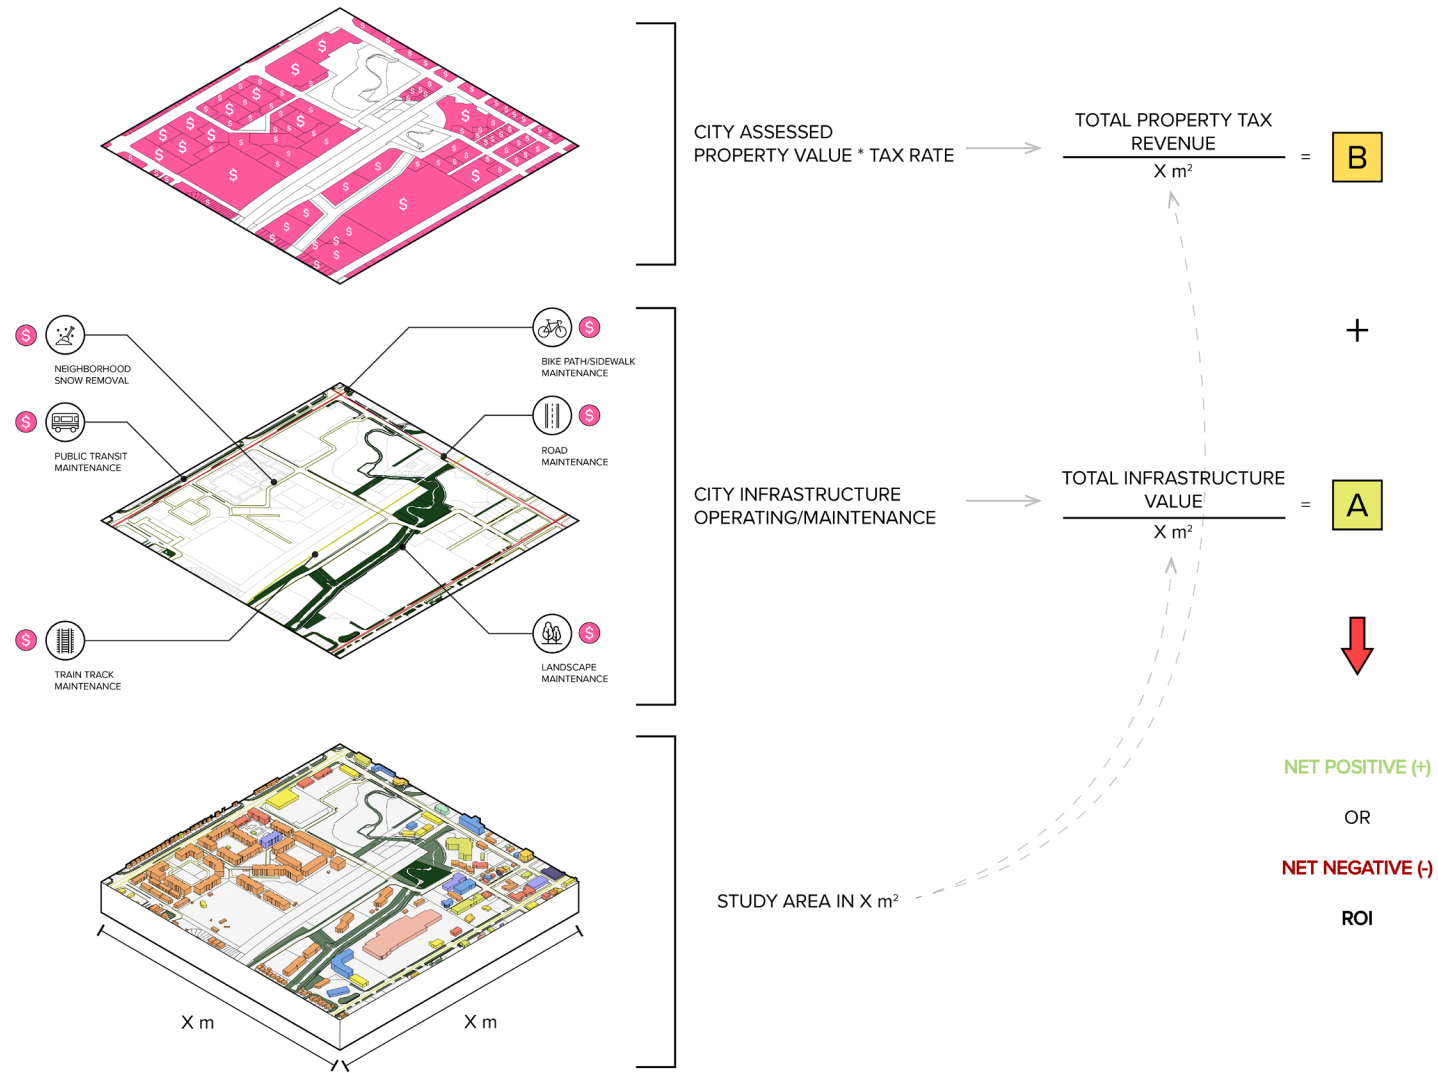 CITY ASSESSED
PROPERTY VALUE * TAX RATE
TOTAL PROPERTY TAX
REVENUE
X m²
=
B
+
$
NEIGHBORHOOD
SNOW REMOVAL
$
PUBLIC TRANSIT
MAINTENANCE
$
TRAIN TRACK
MAINTENANCE
$
BIKE PATH/SIDEWALK
MAINTENANCE
$
ROAD
MAINTENANCE
$
LANDSCAPE
MAINTENANCE
CITY INFRASTRUCTURE
OPERATING/MAINTENANCE
TOTAL INFRASTRUCTURE
VALUE
X m²
=
A
NET POSITIVE (+)
OR
NET NEGATIVE (-)
ROI
STUDY AREA IN X m²
X m
X m